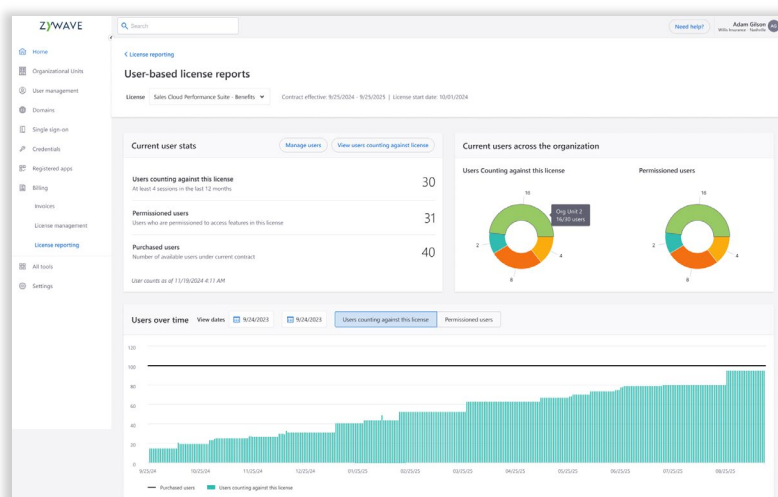 ZYWAVE
Search
Need help?
Adam Gilson
Willis Insurance - Nashville
AG
Home
Organizational Units
User management
Domains
Single sign-on
Credentials
Registered apps
Billing
Invoices
License management
License reporting
All tools
Settings
License reporting
User-based license reports
License Sales Cloud Performance Suite - Benefits Contract effective: 9/25/2024 - 9/25/2025 | License start date: 10/01/2024
Current user stats
Manage users
View users counting against license
Users counting against this license
At least 4 sessions in the last 12 months
30
Permissioned users
Users who are permissioned to access features in this license
31
Purchased users
Number of available users under current contract
40
User counts as of 11/19/2024 4:11 AM
Current users across the organization
Users Counting against this license
16
Org Unit 2
16/30 users
2
4
8
Permissioned users
16
2
4
8
Users over time View dates 9/24/2023 9/24/2023 Users counting against this license Permissioned users
120
100
80
60
40
20
0
9/25/24 10/25/24 11/25/24 12/25/24 01/25/25 02/25/25 03/25/25 04/25/25 05/25/25 06/25/25 07/25/25 08/25/25
Purchased users Users counting against this license